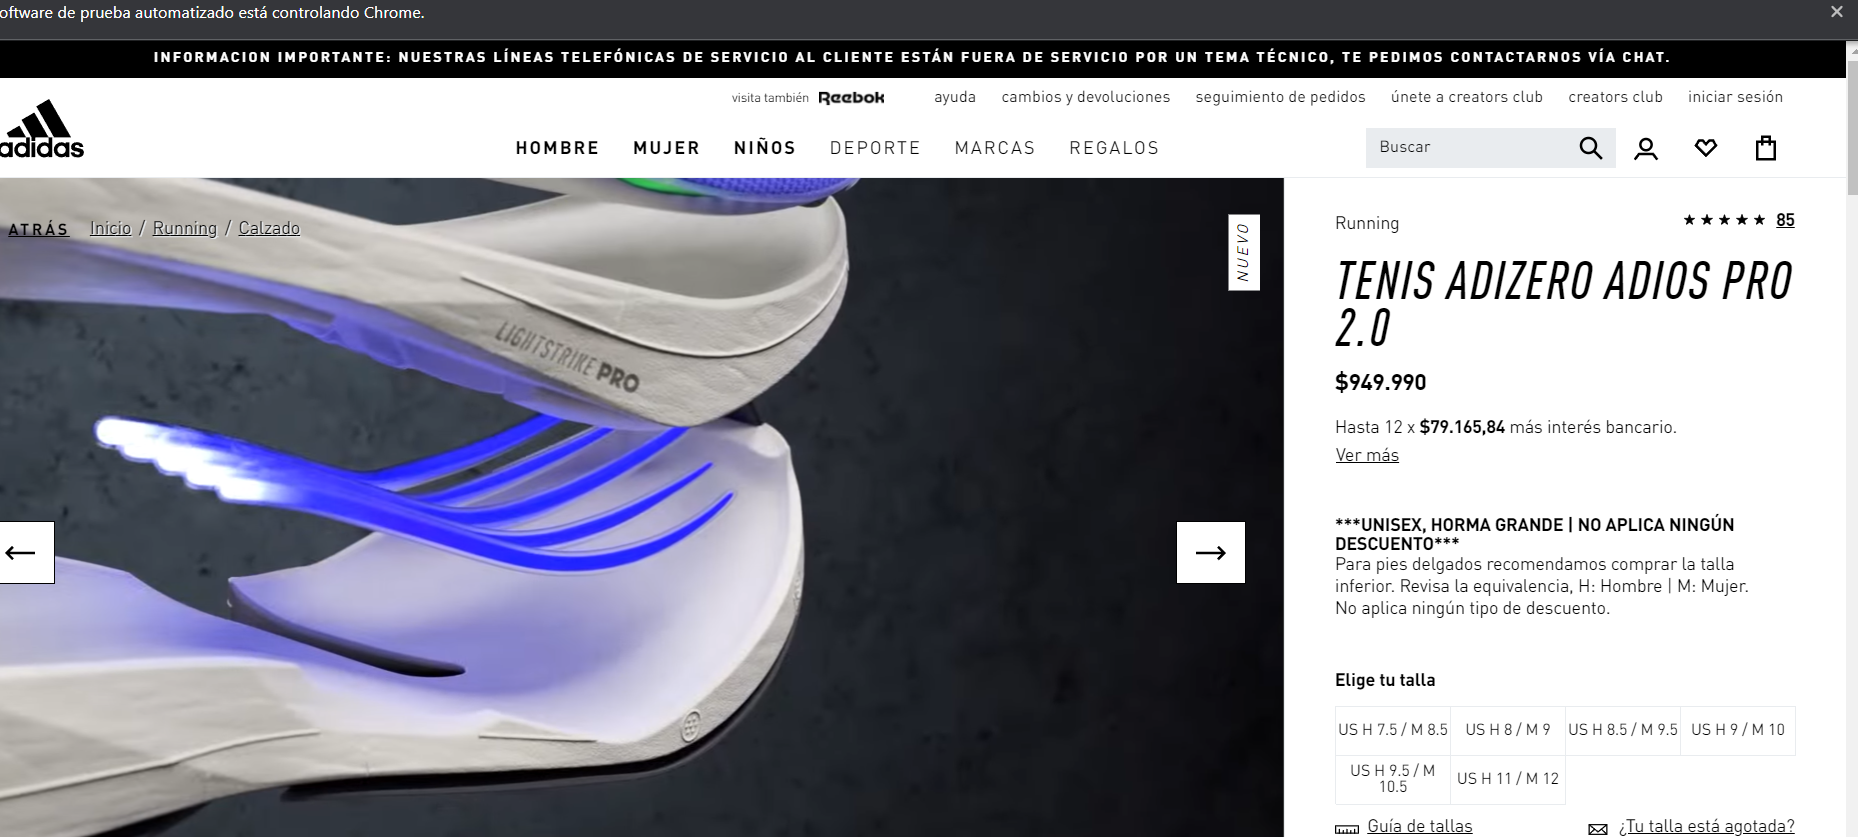 oftware de prueba automatizado está controlando Chrome.
INFORMACION IMPORTANTE: NUESTRAS LÍNEAS TELEFÓNICAS DE SERVICIO AL CLIENTE ESTÁN FUERA DE SERVICIO POR UN TEMA TÉCNICO, TE PEDIMOS CONTACTARNOS VÍA CHAT.
visita también Reebok ayuda cambios y devoluciones seguimiento de pedidos únete a creators club creators club iniciar sesión
adidas
HOMBRE MUJER NIÑOS DEPORTE MARCAS REGALOS
Buscar
ATRÁS Inicio / Running / Calzado
NUEVO
LIGHTSTRIKE PRO
Running
85
TENIS ADIZERO ADIOS PRO
2.0
$949.990
Hasta 12 x $79.165,84 más interés bancario.
Ver más
***UNISEX, HORMA GRANDE | NO APLICA NINGÚN
DESCUENTO***
Para pies delgados recomendamos comprar la talla
inferior. Revisa la equivalencia, H: Hombre | M: Mujer.
No aplica ningún tipo de descuento.
Elige tu talla
US H 7.5 / M 8.5 US H 8 / M 9 US H 8.5 / M 9.5 US H 9 / M 10
US H 9.5 / M
10.5
US H 11 / M 12
Guía de tallas
¿Tu talla está agotada?